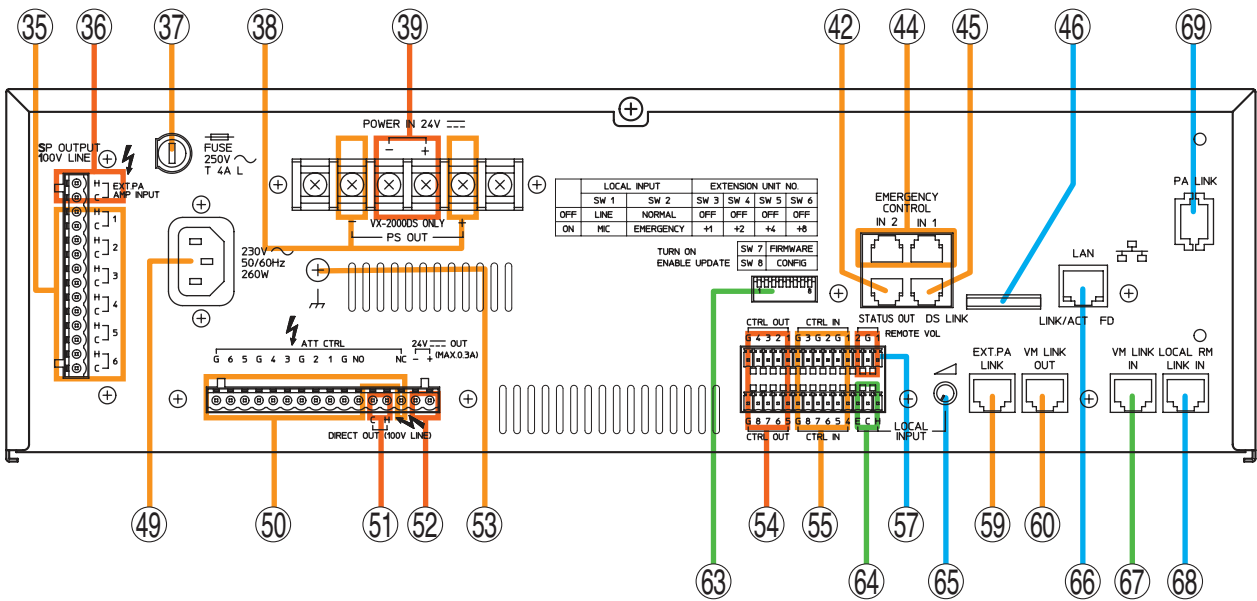 35 36 37 38 39 42 44 45 46 69
SP OUTPUT
100V LINE
H
C
EXT.PA
AMP INPUT
H
1
C
H
2
C
H
3
C
H
4
C
H
5
C
H
6
C
FUSE
250V
T 4A L
230V
50/60Hz
260W
POWER IN 24V
− +
VX-2000DS ONLY
− PS OUT +
LOCAL INPUT EXTENSION UNIT NO.
SW 1 SW 2 SW 3 SW 4 SW 5 SW 6
OFF LINE NORMAL OFF OFF OFF OFF
ON MIC EMERGENCY +1 +2 +4 +8
TURN ON
ENABLE UPDATE
SW 7 FIRMWARE
SW 8 CONFIG
1 8
EMERGENCY
CONTROL
IN 2 IN 1
STATUS OUT DS LINK
PA LINK
LAN
LINK/ACT FD
ATT CTRL
G 6 5 G 4 3 G 2 1 G NO NC
24V OUT
− + (MAX.0.3A)
C H
DIRECT OUT (100V LINE)
CTRL OUT CTRL IN REMOTE VOL
G 4 3 2 1 G 3 G 2 G 1 2 G 1
G 8 7 6 5 G 8 7 6 5 4 E C H
CTRL OUT CTRL IN LOCAL
INPUT
EXT.PA
LINK
VM LINK
OUT
VM LINK
IN
LOCAL RM
LINK IN
49 50 51 52 53 54 55 57 59 60
63 64 65 66 67 68